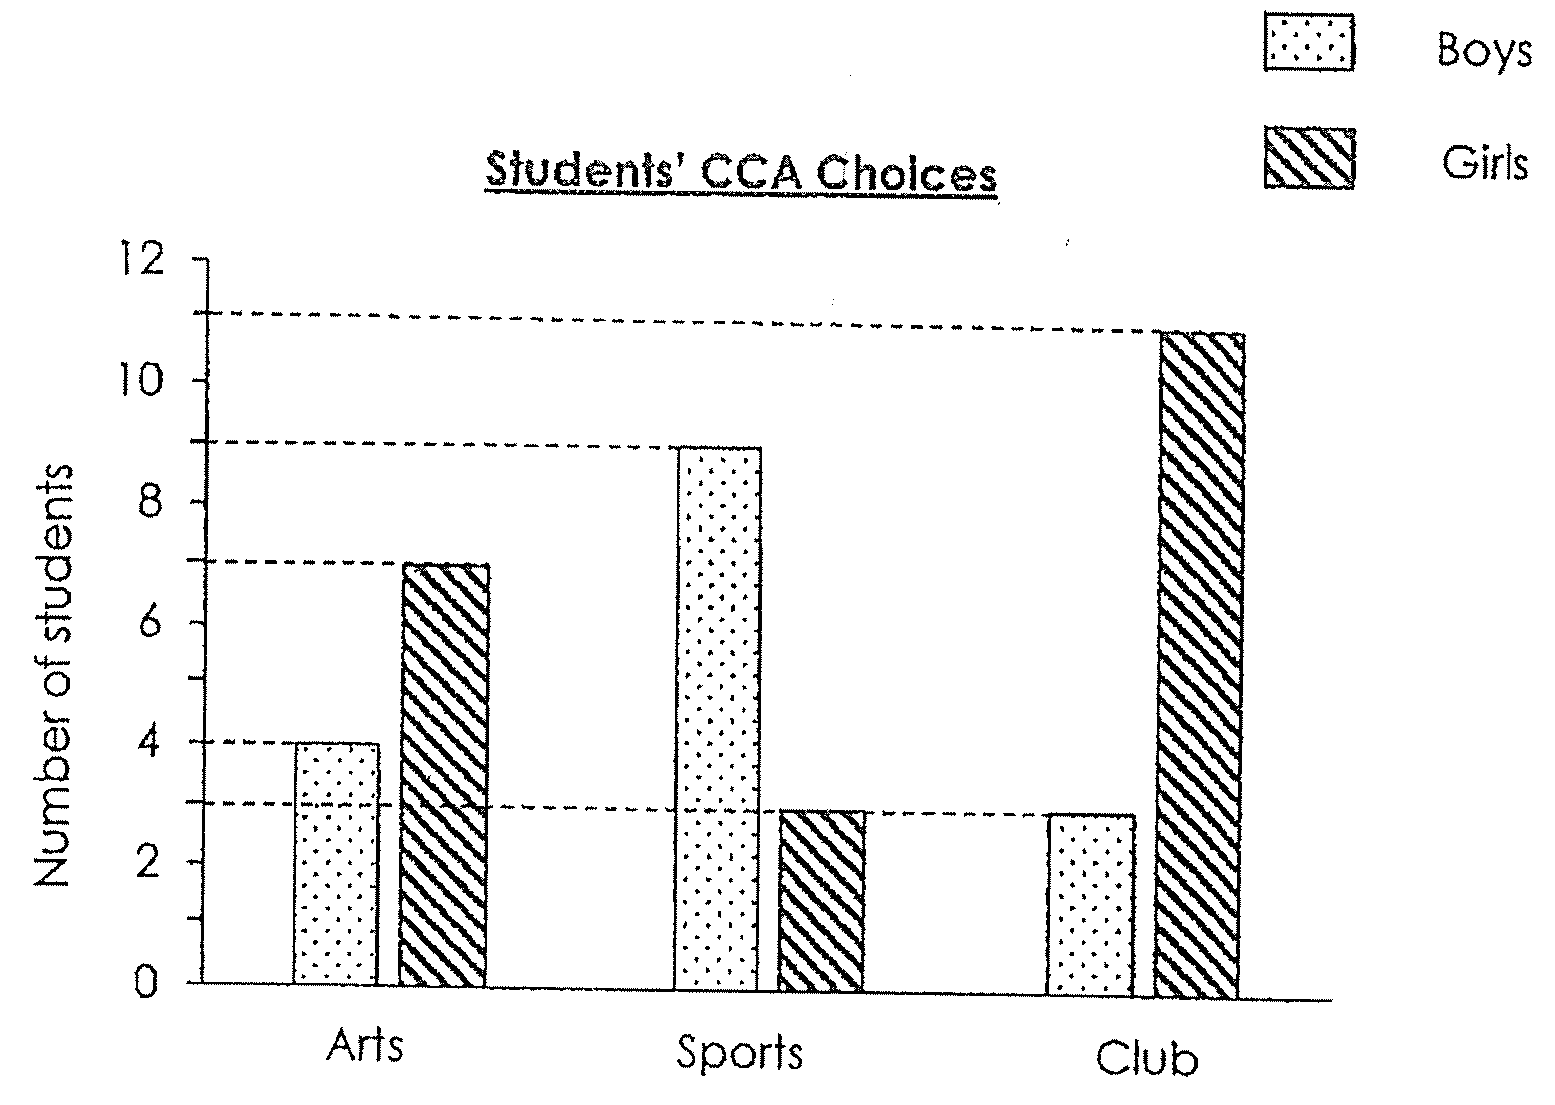 Boys
Girls
Students' CCA Choices
12
10
8
6
4
2
0
Number of students
Arts
Sports
Club